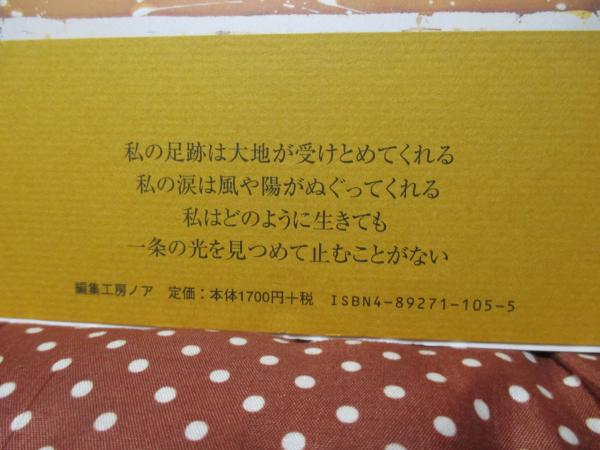 私の足跡は大地が受けとめてくれる
私の涙は風や陽がぬぐってくれる
私はどのように生きても
一条の光を見つめて止むことがない
編集工房ノア 定価：本体1700円＋税 ISBN4-89271-105-5